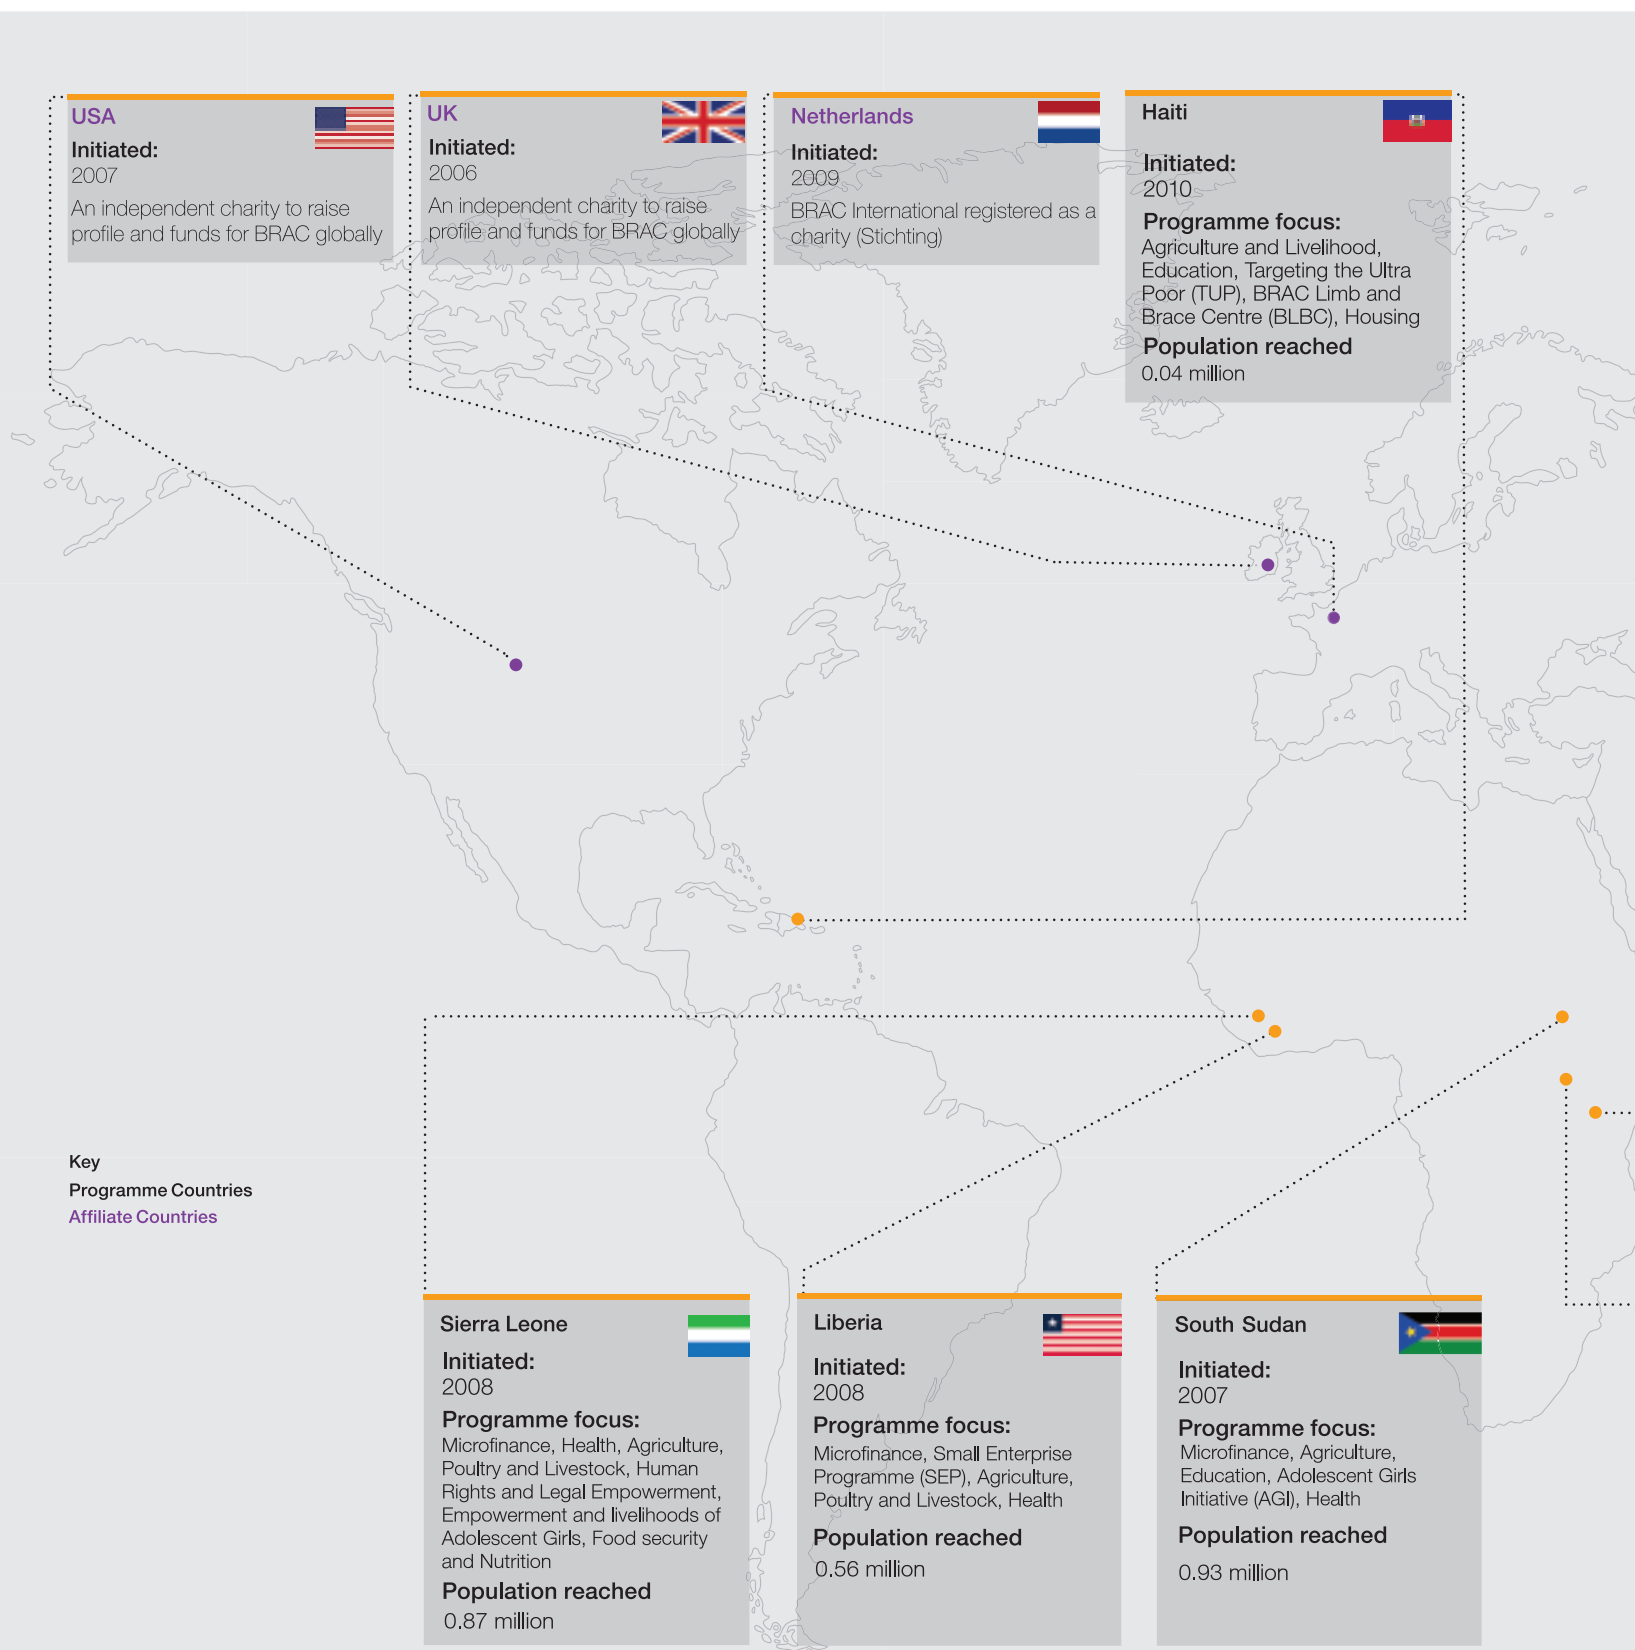 USA
Initiated:
2007
An independent charity to raise
profile and funds for BRAC globally
UK
Initiated:
2006
An independent charity to raise
profile and funds for BRAC globally
Netherlands
Initiated:
2009
BRAC International registered as a
charity (Stichting)
Haiti
Initiated:
2010
Programme focus:
Agriculture and Livelihood,
Education, Targeting the Ultra
Poor (TUP), BRAC Limb and
Brace Centre (BLBC), Housing
Population reached
0.04 million
Key
Programme Countries
Affiliate Countries
Sierra Leone
Initiated:
2008
Programme focus:
Microfinance, Health, Agriculture,
Poultry and Livestock, Human
Rights and Legal Empowerment,
Empowerment and livelihoods of
Adolescent Girls, Food security
and Nutrition
Population reached
0.87 million
Liberia
Initiated:
2008
Programme focus:
Microfinance, Small Enterprise
Programme (SEP), Agriculture,
Poultry and Livestock, Health
Population reached
0.56 million
South Sudan
Initiated:
2007
Programme focus:
Microfinance, Agriculture,
Education, Adolescent Girls
Initiative (AGI), Health
Population reached
0.93 million